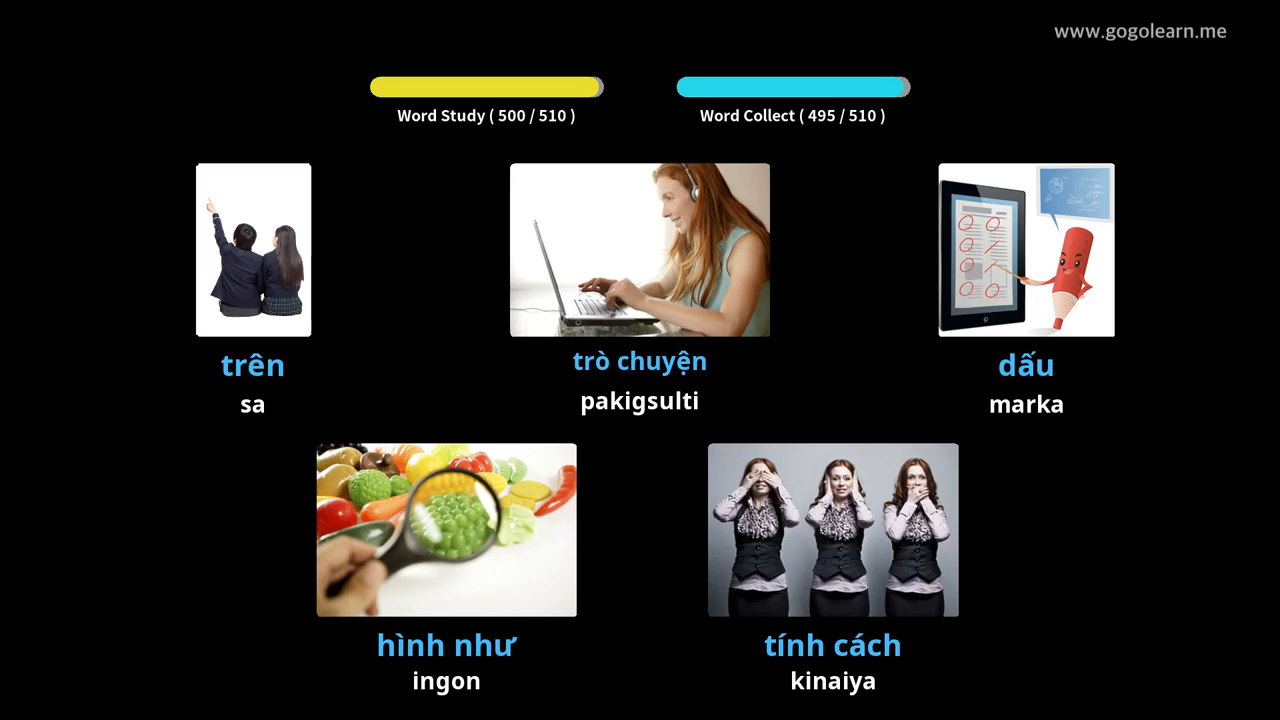 www.gogolearn.me
Word Study ( 500 / 510 )
Word Collect ( 495 / 510 )
trên
sa
trò chuyện
pakigsulti
dấu
marka
hình như
ingon
tính cách
kinaiya